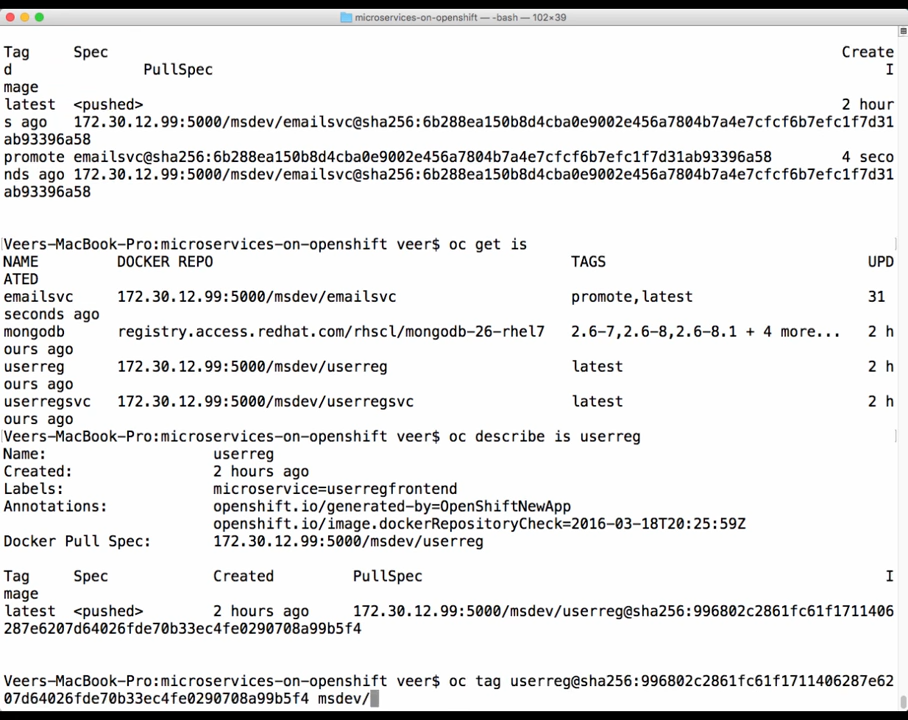 microservices-on-openshift — -bash — 102×39
Tag     Spec                                                                                    Create
d               PullSpec                                                                             I
mage
latest  <pushed>                                                                                2 hour
s ago   172.30.12.99:5000/msdev/emailsvc@sha256:6b288ea150b8d4cba0e9002e456a7804b7a4e7cfcf6b7efc1f7d31
ab93396a58
promote emailsvc@sha256:6b288ea150b8d4cba0e9002e456a7804b7a4e7cfcf6b7efc1f7d31ab93396a58        4 seco
nds ago 172.30.12.99:5000/msdev/emailsvc@sha256:6b288ea150b8d4cba0e9002e456a7804b7a4e7cfcf6b7efc1f7d31
ab93396a58
Veers-MacBook-Pro:microservices-on-openshift veer$ oc get is
NAME         DOCKER REPO                                         TAGS                              UPD
ATED
emailsvc     172.30.12.99:5000/msdev/emailsvc                    promote,latest                    31
seconds ago
mongodb      registry.access.redhat.com/rhscl/mongodb-26-rhel7   2.6-7,2.6-8,2.6-8.1 + 4 more...   2 h
ours ago
userreg      172.30.12.99:5000/msdev/userreg                     latest                            2 h
ours ago
userregsvc   172.30.12.99:5000/msdev/userregsvc                  latest                            2 h
ours ago
Veers-MacBook-Pro:microservices-on-openshift veer$ oc describe is userreg
Name:                   userreg
Created:                2 hours ago
Labels:                 microservice=userregfrontend
Annotations:            openshift.io/generated-by=OpenShiftNewApp
                        openshift.io/image.dockerRepositoryCheck=2016-03-18T20:25:59Z
Docker Pull Spec:       172.30.12.99:5000/msdev/userreg
Tag     Spec            Created         PullSpec                                                     I
mage
latest  <pushed>        2 hours ago     172.30.12.99:5000/msdev/userreg@sha256:996802c2861fc61f1711406
287e6207d64026fde70b33ec4fe0290708a99b5f4
Veers-MacBook-Pro:microservices-on-openshift veer$ oc tag userreg@sha256:996802c2861fc61f1711406287e62
07d64026fde70b33ec4fe0290708a99b5f4 msdev/